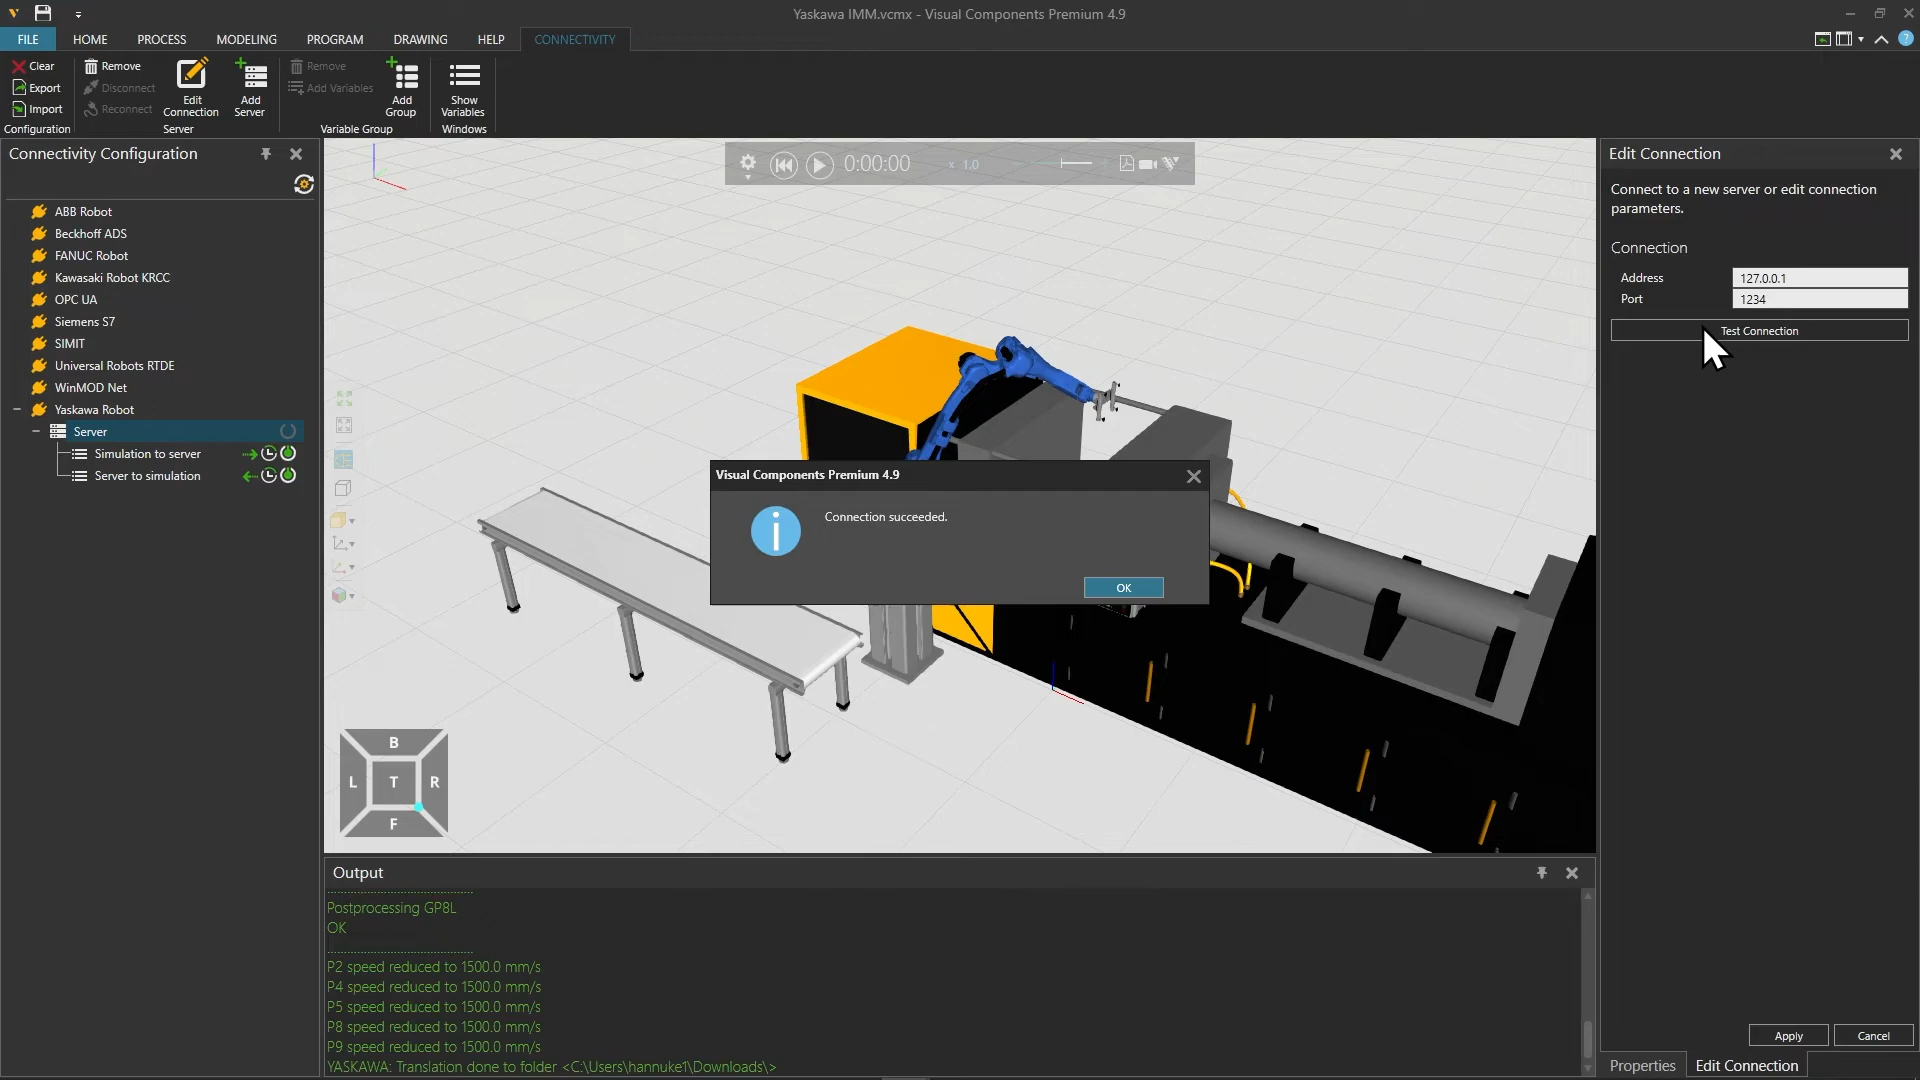 Yaskawa IMM.vcmx - Visual Components Premium 4.9
FILE HOME PROCESS MODELING PROGRAM DRAWING HELP CONNECTIVITY
Clear
Export
Import
Configuration
Remove
Disconnect
Reconnect
Edit
Connection
Add
Server
Server
Remove
Add Variables
Add
Group
Variable Group
Show
Variables
Windows
Connectivity Configuration
ABB Robot
Beckhoff ADS
FANUC Robot
Kawasaki Robot KRCC
OPC UA
Siemens S7
SIMIT
Universal Robots RTDE
WinMOD Net
Yaskawa Robot
Server
Simulation to server
Server to simulation
0:00:00
x 1.0
Visual Components Premium 4.9
Connection succeeded.
OK
B
L T R
F
Output
Postprocessing GP8L
OK
P2 speed reduced to 1500.0 mm/s
P4 speed reduced to 1500.0 mm/s
P5 speed reduced to 1500.0 mm/s
P8 speed reduced to 1500.0 mm/s
P9 speed reduced to 1500.0 mm/s
YASKAWA: Translation done to folder <C:\Users\hannuke1\Downloads\>
Edit Connection
Connect to a new server or edit connection
parameters.
Connection
Address 127.0.0.1
Port 1234
Test Connection
Apply Cancel
Properties Edit Connection